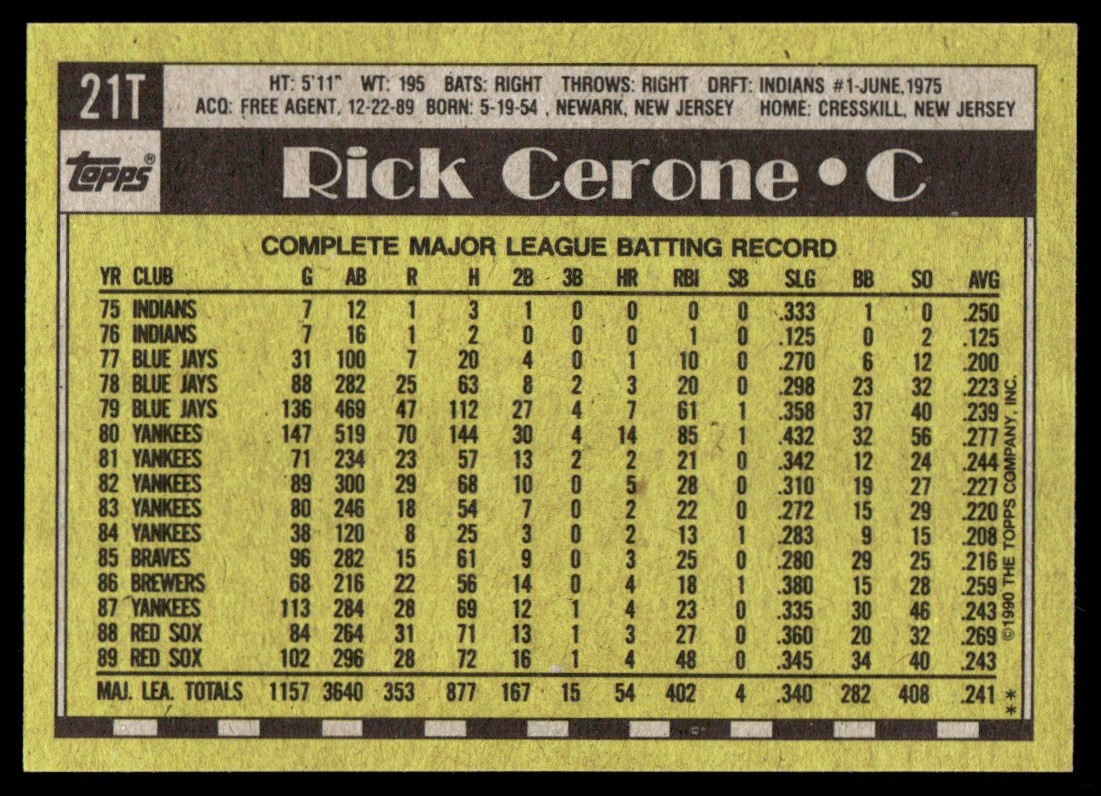 21T
HT: 5'11" WT: 195 BATS: RIGHT THROWS: RIGHT DRFT: INDIANS #1-JUNE,1975
ACQ: FREE AGENT, 12-22-89 BORN: 5-19-54 , NEWARK, NEW JERSEY HOME: CRESSKILL, NEW JERSEY
topps®
Rick Cerone • C
COMPLETE MAJOR LEAGUE BATTING RECORD
YR CLUB G AB R H 2B 3B HR RBI SB SLG BB SO AVG
75 INDIANS 7 12 1 3 1 0 0 0 0 .333 1 0 .250
76 INDIANS 7 16 1 2 0 0 0 1 0 .125 0 2 .125
77 BLUE JAYS 31 100 7 20 4 0 1 10 0 .270 6 12 .200
78 BLUE JAYS 88 282 25 63 8 2 3 20 0 .298 23 32 .223
79 BLUE JAYS 136 469 47 112 27 4 7 61 1 .358 37 40 .239
80 YANKEES 147 519 70 144 30 4 14 85 1 .432 32 56 .277
81 YANKEES 71 234 23 57 13 2 2 21 0 .342 12 24 .244
82 YANKEES 89 300 29 68 10 0 5 28 0 .310 19 27 .227
83 YANKEES 80 246 18 54 7 0 2 22 0 .272 15 29 .220
84 YANKEES 38 120 8 25 3 0 2 13 1 .283 9 15 .208
85 BRAVES 96 282 15 61 9 0 3 25 0 .280 29 25 .216
86 BREWERS 68 216 22 56 14 0 4 18 1 .380 15 28 .259
87 YANKEES 113 284 28 69 12 1 4 23 0 .335 30 46 .243
88 RED SOX 84 264 31 71 13 1 3 27 0 .360 20 32 .269
89 RED SOX 102 296 28 72 16 1 4 48 0 .345 34 40 .243
MAJ. LEA. TOTALS 1157 3640 353 877 167 15 54 402 4 .340 282 408 .241
©1990 THE TOPPS COMPANY, INC.
**